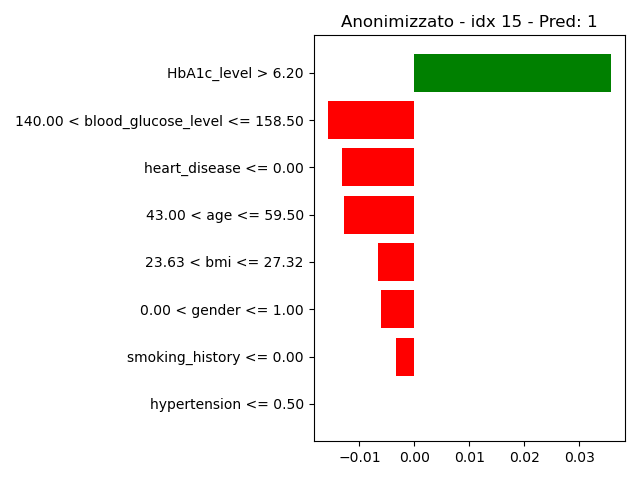 Anonimizzato - idx 15 - Pred: 1
HbA1c_level > 6.20
140.00 < blood_glucose_level <= 158.50
heart_disease <= 0.00
43.00 < age <= 59.50
23.63 < bmi <= 27.32
0.00 < gender <= 1.00
smoking_history <= 0.00
hypertension <= 0.50
−0.01 0.00 0.01 0.02 0.03